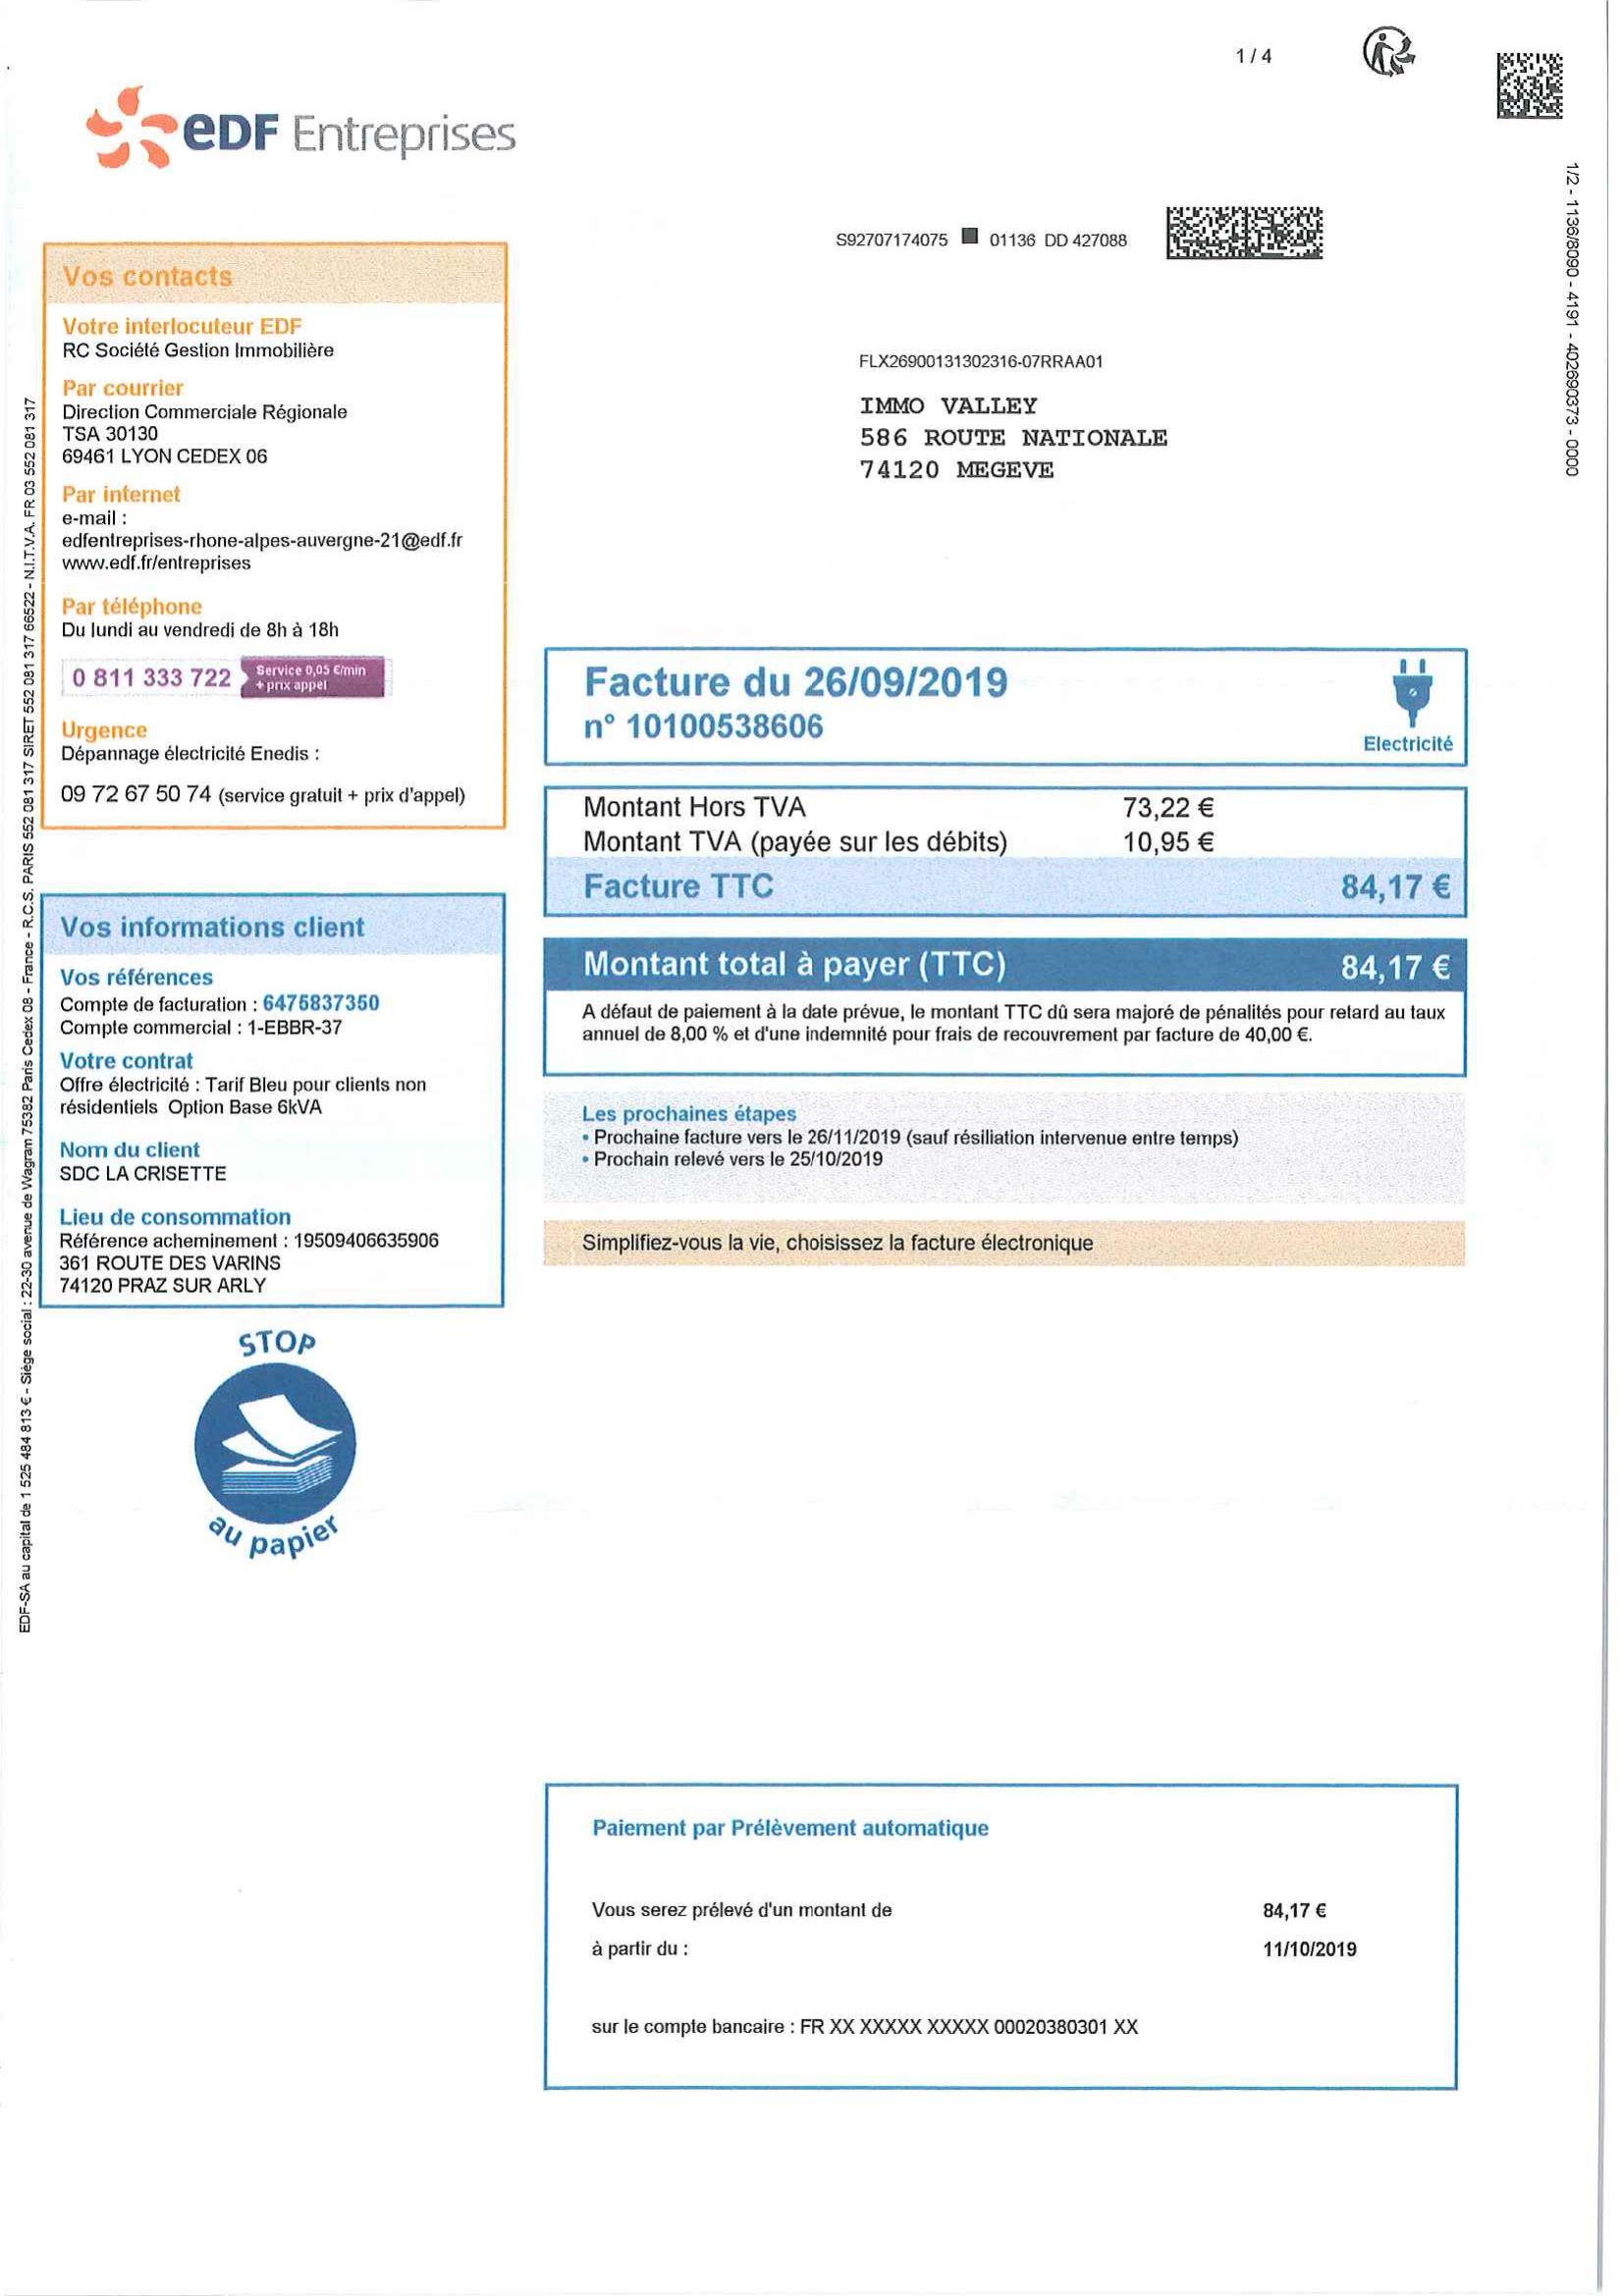 1 / 4
edF Entreprises
S92707174075 01136 DD 427088
1/2 - 1136/8090 - 4191 - 402690373 - 0000
Vos contacts
Votre interlocuteur EDF
RC Société Gestion Immobilière
Par courrier
Direction Commerciale Régionale
TSA 30130
69461 LYON CEDEX 06
Par internet
e-mail :
edfentreprises-rhone-alpes-auvergne-21@edf.fr
www.edf.fr/entreprises
Par téléphone
Du lundi au vendredi de 8h à 18h
0 811 333 722 Service 0,05 €/min
+ prix appel
Urgence
Dépannage électricité Enedis :
09 72 67 50 74 (service gratuit + prix d'appel)
FLX26900131302316-07RRAA01
IMMO VALLEY
586 ROUTE NATIONALE
74120 MEGEVE
Facture du 26/09/2019
n° 10100538606
Electricité
Montant Hors TVA 73,22 €
Montant TVA (payée sur les débits) 10,95 €
Facture TTC 84,17 €
Montant total à payer (TTC) 84,17 €
A défaut de paiement à la date prévue, le montant TTC dû sera majoré de pénalités pour retard au taux
annuel de 8,00 % et d'une indemnité pour frais de recouvrement par facture de 40,00 €.
Les prochaines étapes
• Prochaine facture vers le 26/11/2019 (sauf résiliation intervenue entre temps)
• Prochain relevé vers le 25/10/2019
Simplifiez-vous la vie, choisissez la facture électronique
Vos informations client
Vos références
Compte de facturation : 6475837350
Compte commercial : 1-EBBR-37
Votre contrat
Offre électricité : Tarif Bleu pour clients non
résidentiels Option Base 6kVA
Nom du client
SDC LA CRISETTE
Lieu de consommation
Référence acheminement : 19509406635906
361 ROUTE DES VARINS
74120 PRAZ SUR ARLY
STOP
au papier
EDF-SA au capital de 1 525 484 813 € - Siège social : 22-30 avenue de Wagram 75382 Paris Cedex 08 - France - R.C.S. PARIS 552 081 317 SIRET 552 081 317 66522 - N.I.T.V.A. FR 03 552 081 317
Paiement par Prélèvement automatique
Vous serez prélevé d'un montant de 84,17 €
à partir du : 11/10/2019
sur le compte bancaire : FR XX XXXXX XXXXX 00020380301 XX